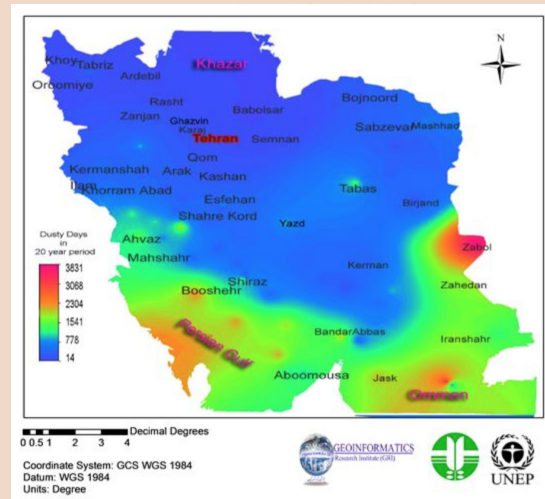 Khazar
N
Khoy
Tabriz
Ardebil
Oroomiye
Rasht
Zanjan
Ghazvin
Karaj
Tehran
Babolsar
Semnan
Bojnoord
Sabzevar
Mashhad
Qom
Kermanshah
Arak
Kashan
Ilam
Khorram Abad
Esfehan
Tabas
Birjand
Shahre Kord
Yazd
Ahvaz
Mahshahr
Zabol
Kerman
Zahedan
Shiraz
Booshehr
Persian Gulf
BandarAbbas
Iranshahr
Aboomousa
Jask
Omman
Dusty Days
in
20 year period
3831
3068
2304
1541
778
14
0 0.5 1 2 3 4 Decimal Degrees
Coordinate System: GCS WGS 1984
Datum: WGS 1984
Units: Degree
GEOINFORMATICS
Research Institute (GRI)
UNEP